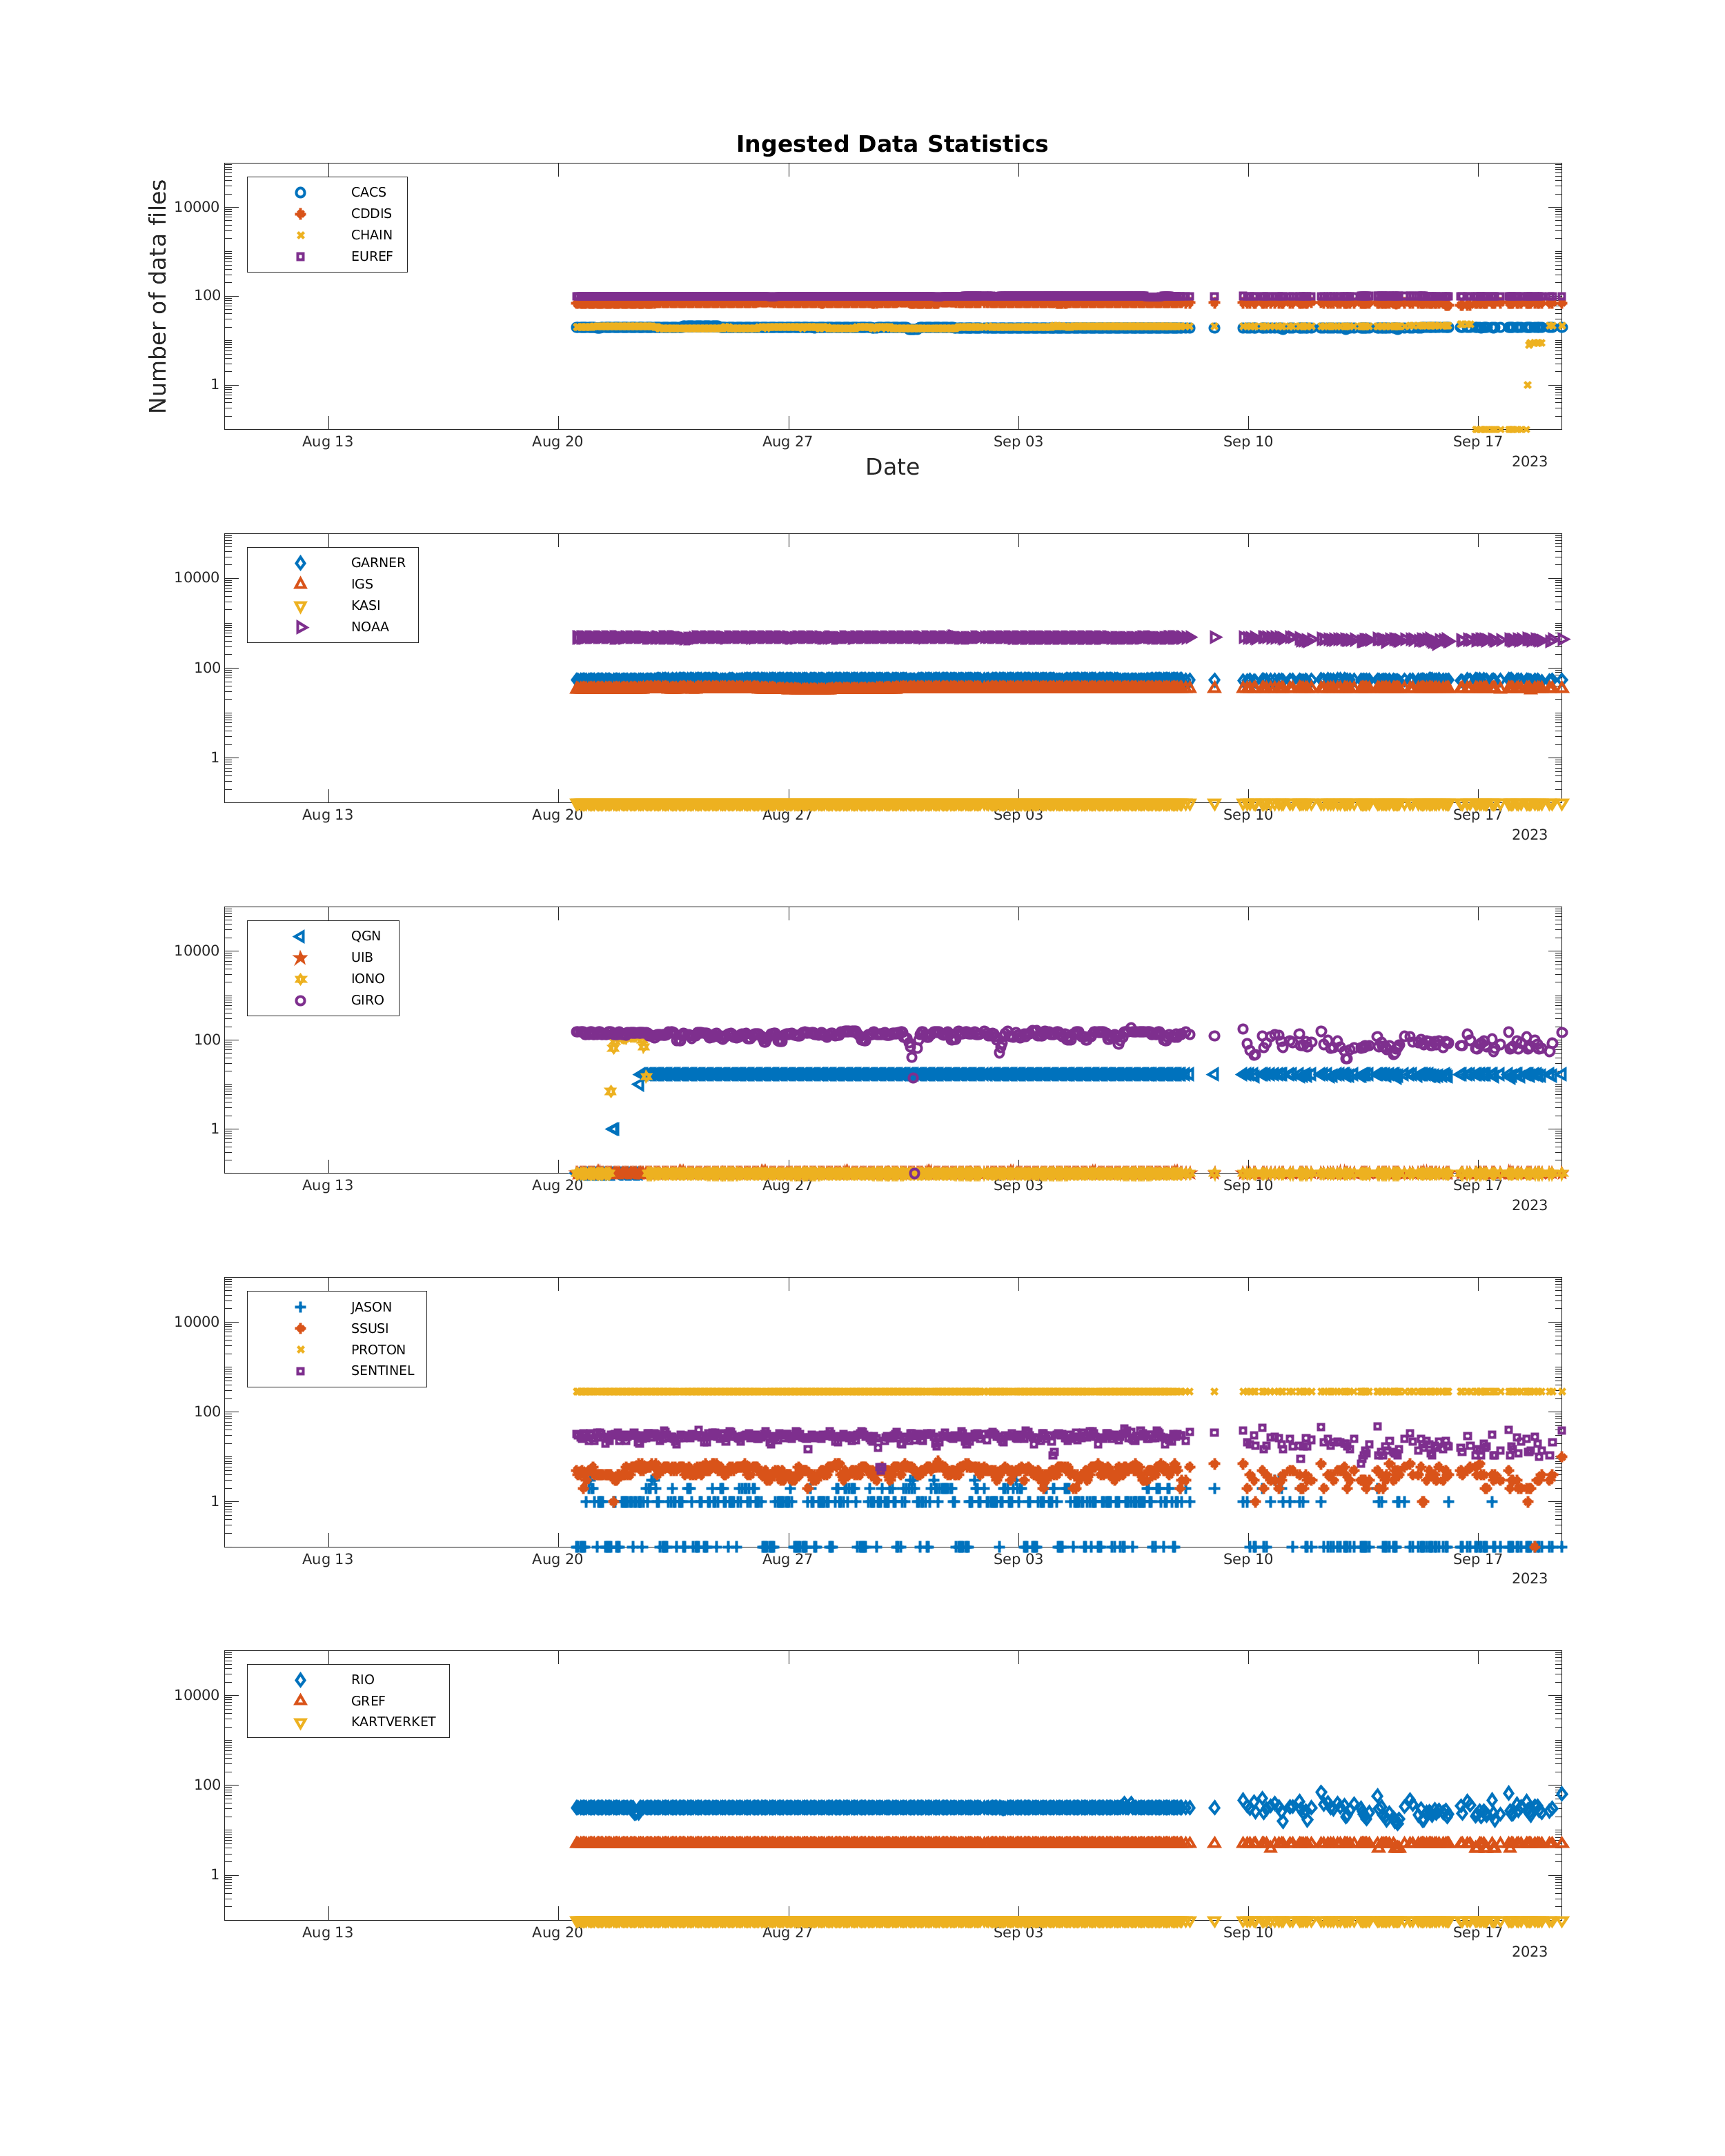 Ingested Data Statistics
Number of data files
CACS
CDDIS
CHAIN
EUREF
10000
100
1
Aug 13 Aug 20 Aug 27 Sep 03 Sep 10 Sep 17
2023
Date
GARNER
IGS
KASI
NOAA
10000
100
1
Aug 13 Aug 20 Aug 27 Sep 03 Sep 10 Sep 17
2023
QGN
UIB
IONO
GIRO
10000
100
1
Aug 13 Aug 20 Aug 27 Sep 03 Sep 10 Sep 17
2023
JASON
SSUSI
PROTON
SENTINEL
10000
100
1
Aug 13 Aug 20 Aug 27 Sep 03 Sep 10 Sep 17
2023
RIO
GREF
KARTVERKET
10000
100
1
Aug 13 Aug 20 Aug 27 Sep 03 Sep 10 Sep 17
2023